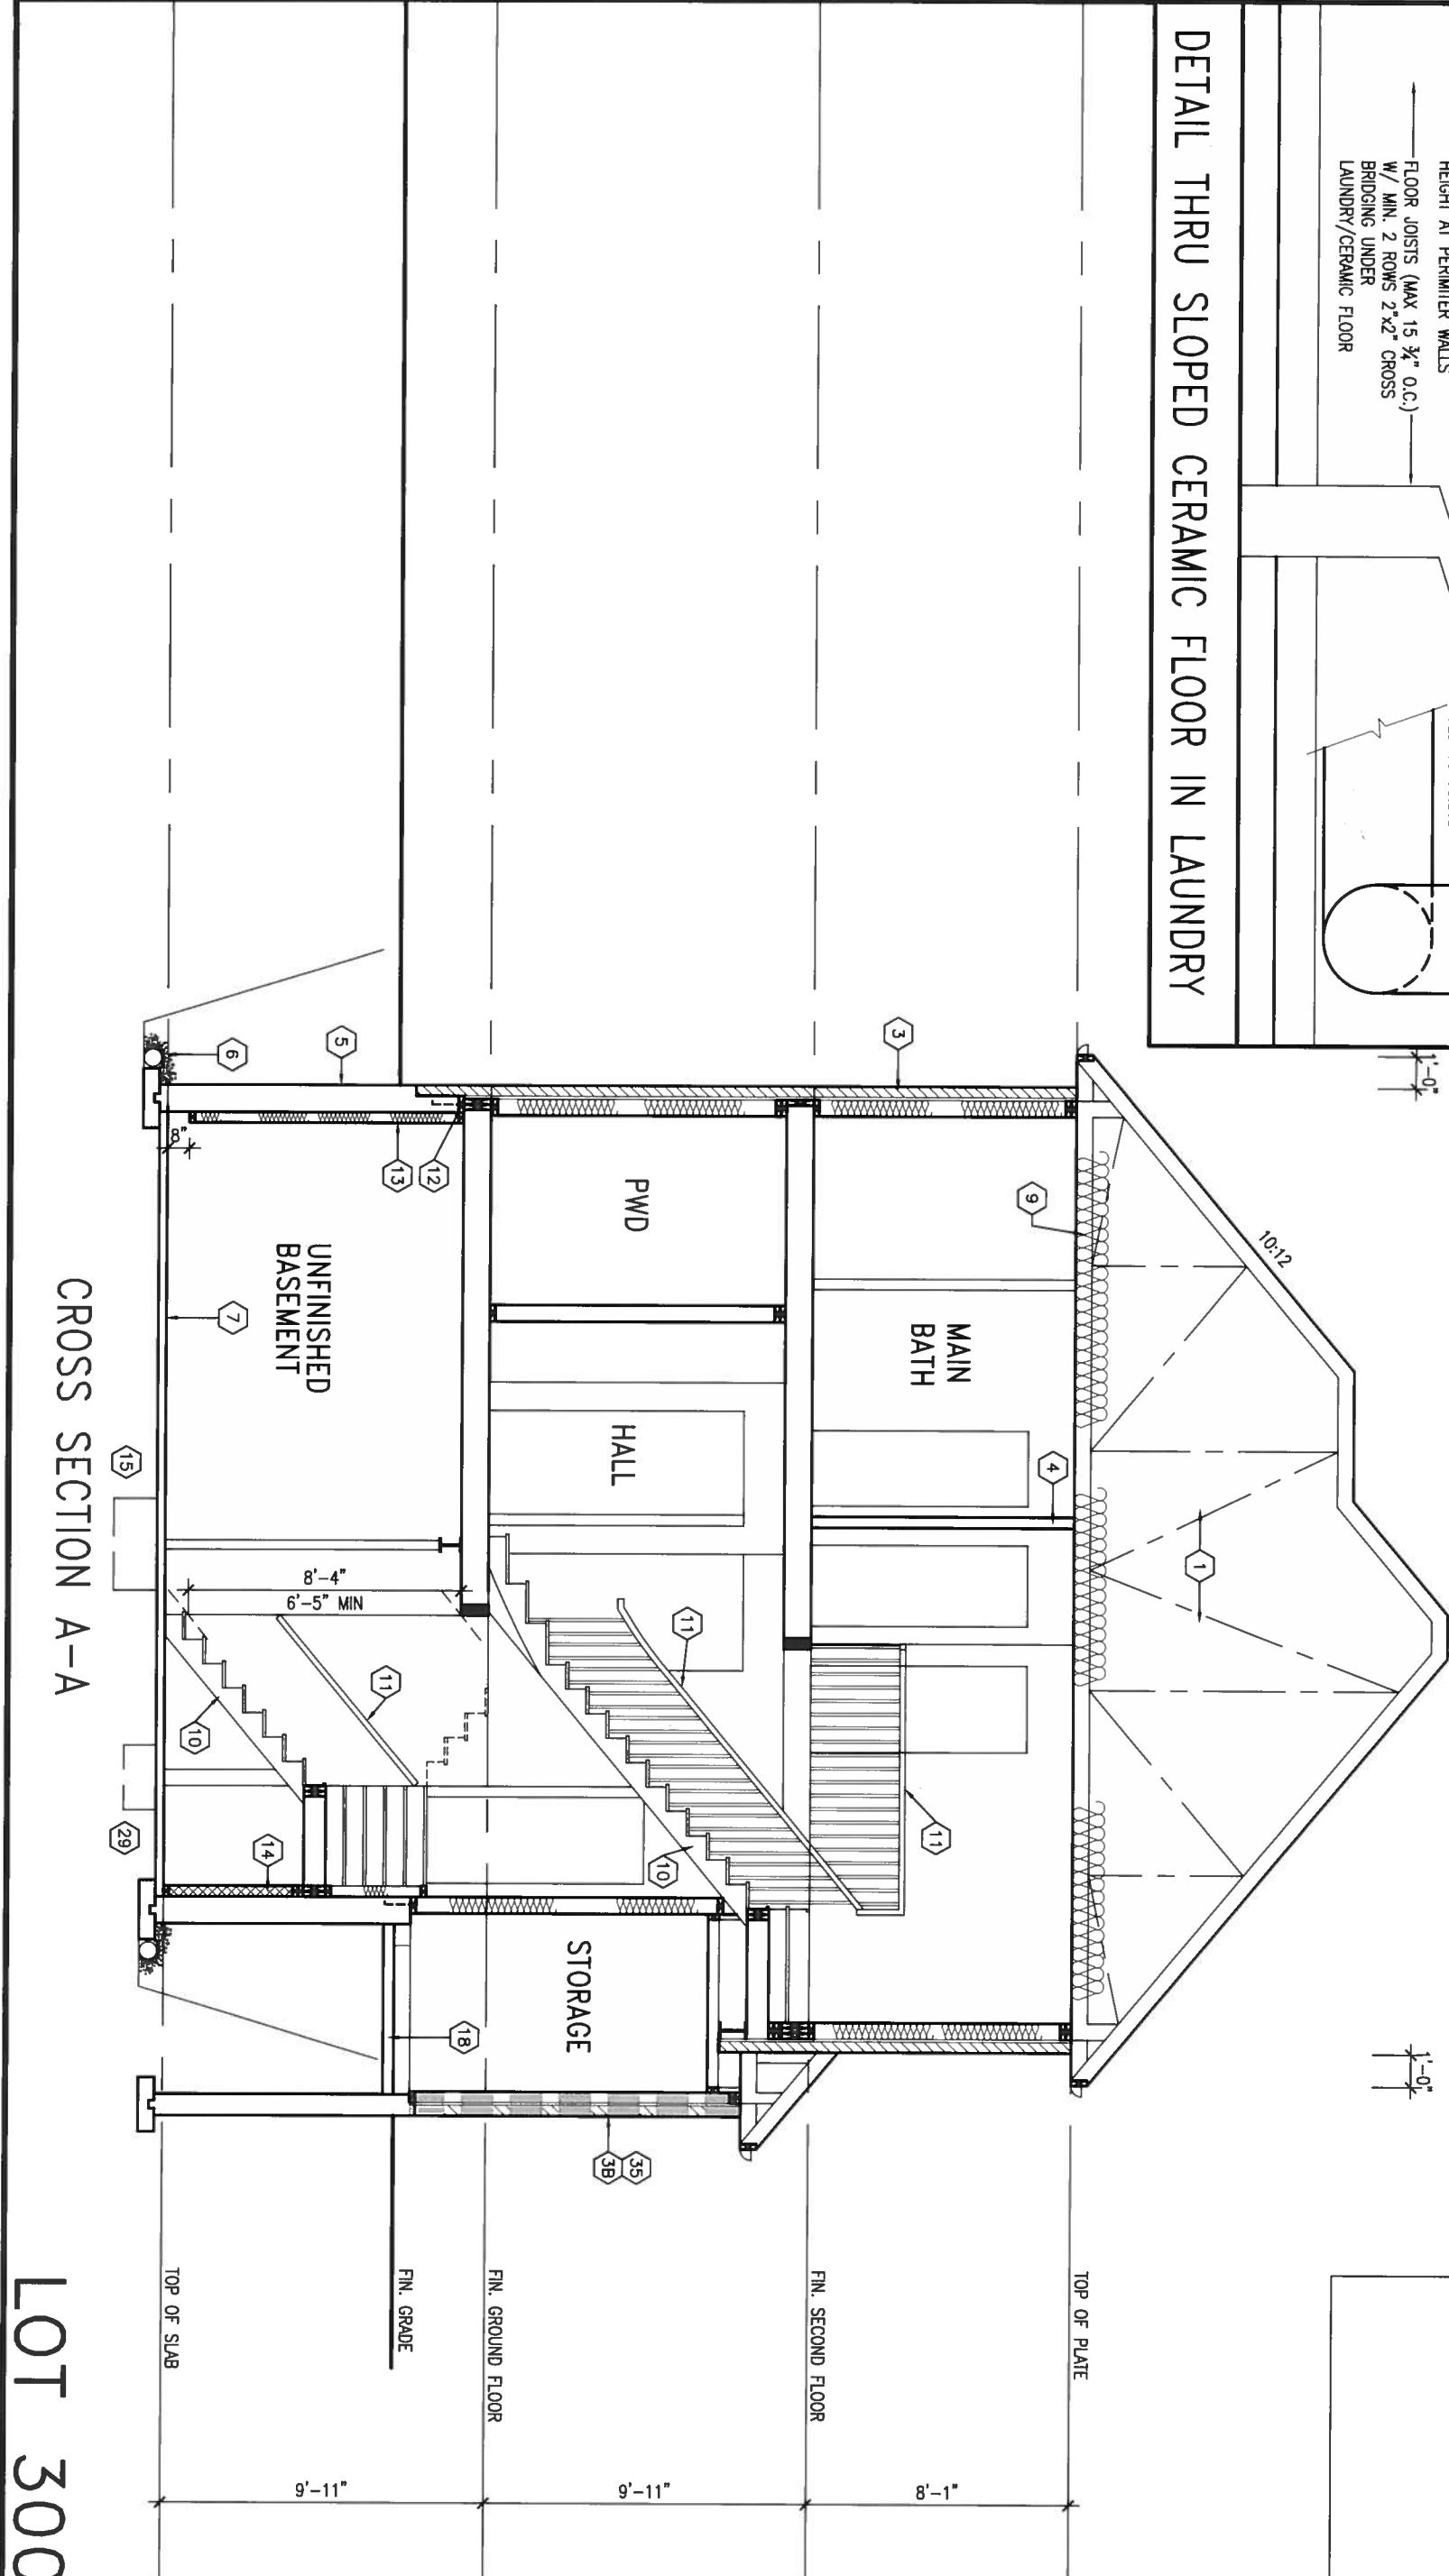 HEIGHT AT PERIMITER WALLS
FLOOR JOISTS (MAX 15 ¾" O.C.)
W/ MIN. 2 ROWS 2"x2" CROSS
BRIDGING UNDER
LAUNDRY/CERAMIC FLOOR
DETAIL THRU SLOPED CERAMIC FLOOR IN LAUNDRY
1'-0"
1'-0"
10:12
1
9
4
3
MAIN
BATH
11
TOP OF PLATE
8'-1"
FIN. SECOND FLOOR
PWD
HALL
11
10
STORAGE
35
3B
9'-11"
FIN. GROUND FLOOR
12
13
5
6
8"
UNFINISHED
BASEMENT
7
8'-4"
6'-5" MIN
11
10
14
18
FIN. GRADE
9'-11"
TOP OF SLAB
15
29
CROSS SECTION A-A
LOT 300